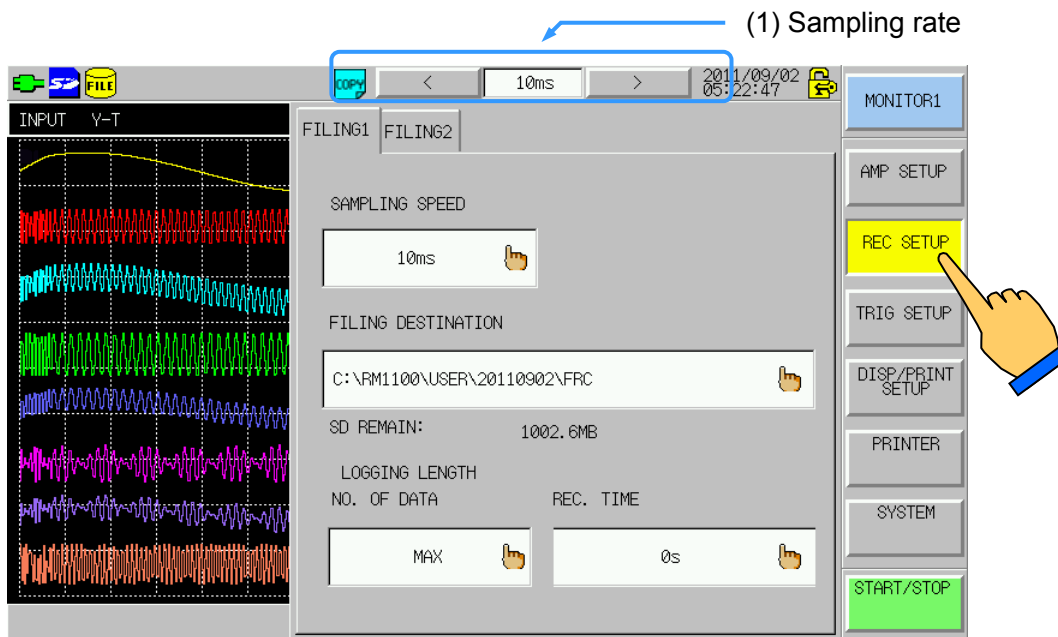 (1) Sampling rate
SD FILE COPY < 10ms > 2011/09/02
05:22:47
MONITOR1
INPUT Y-T
FILING1 FILING2
AMP SETUP
SAMPLING SPEED
REC SETUP
10ms
TRIG SETUP
FILING DESTINATION
C:\RM1100\USER\20110902\FRC
DISP/PRINT
SETUP
SD REMAIN: 1002.6MB
PRINTER
LOGGING LENGTH
NO. OF DATA REC. TIME
SYSTEM
MAX 0s
START/STOP